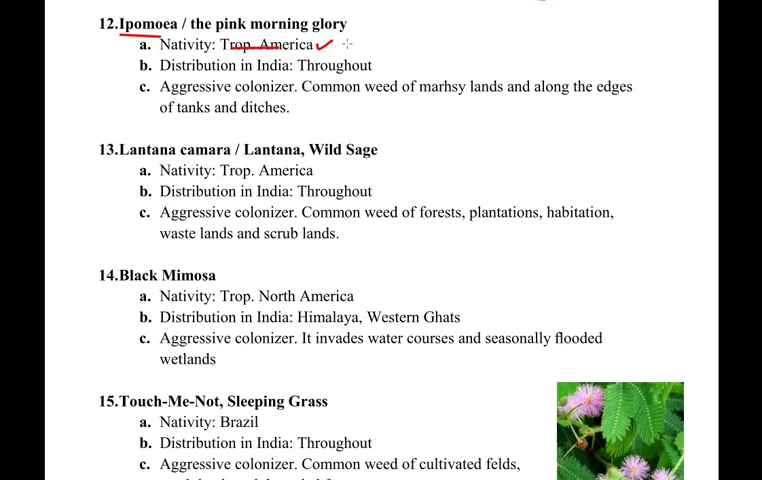 12.Ipomoea / the pink morning glory
a. Nativity: Trop. America
b. Distribution in India: Throughout
c. Aggressive colonizer. Common weed of marhsy lands and along the edges
of tanks and ditches.
13.Lantana camara / Lantana, Wild Sage
a. Nativity: Trop. America
b. Distribution in India: Throughout
c. Aggressive colonizer. Common weed of forests, plantations, habitation,
waste lands and scrub lands.
14.Black Mimosa
a. Nativity: Trop. North America
b. Distribution in India: Himalaya, Western Ghats
c. Aggressive colonizer. It invades water courses and seasonally flooded
wetlands
15.Touch-Me-Not, Sleeping Grass
a. Nativity: Brazil
b. Distribution in India: Throughout
c. Aggressive colonizer. Common weed of cultivated felds,